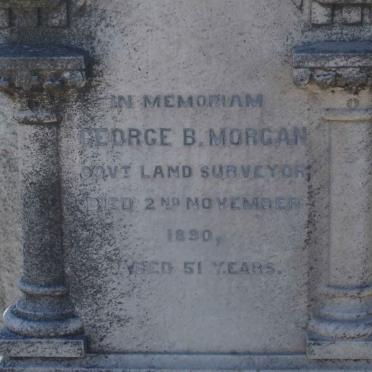 IN MEMORIAM
GEORGE B. MORGAN
GOVT LAND SURVEYOR
DIED 2ND NOVEMBER
1890,
AGED 51 YEARS.